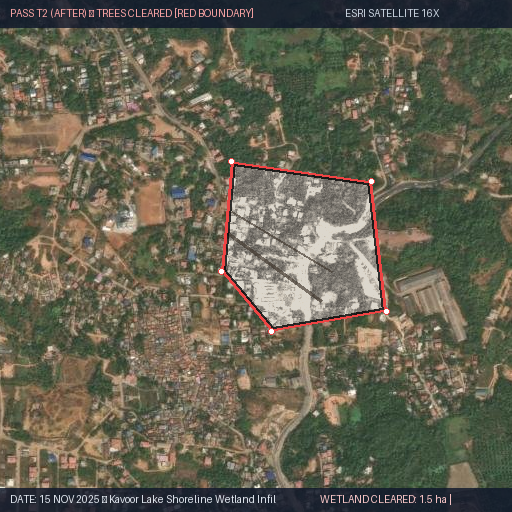 PASS T2 (AFTER) ▯ TREES CLEARED [RED BOUNDARY] ESRI SATELLITE 16X
DATE: 15 NOV 2025 ▯ Kavoor Lake Shoreline Wetland Infil WETLAND CLEARED: 1.5 ha |